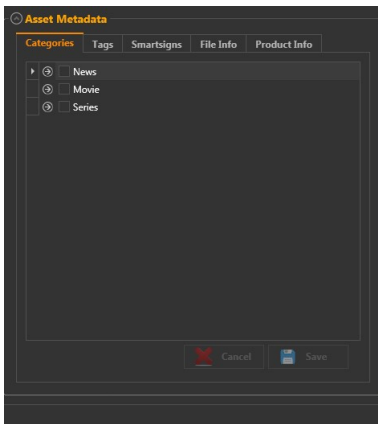 Asset Metadata
Categories Tags Smartsigns File Info Product Info
News
Movie
Series
Cancel Save